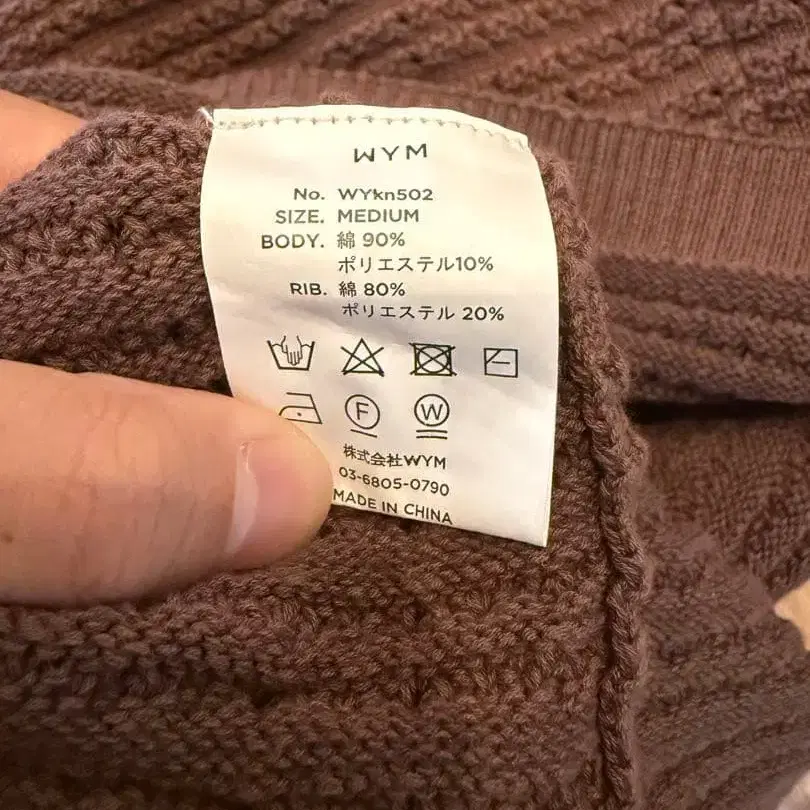 WYM
No. WYkn502
SIZE. MEDIUM
BODY. 綿 90%
ポリエステル10%
RIB. 綿 80%
ポリエステル 20%
F W
株式会社WYM
03-6805-0790
MADE IN CHINA